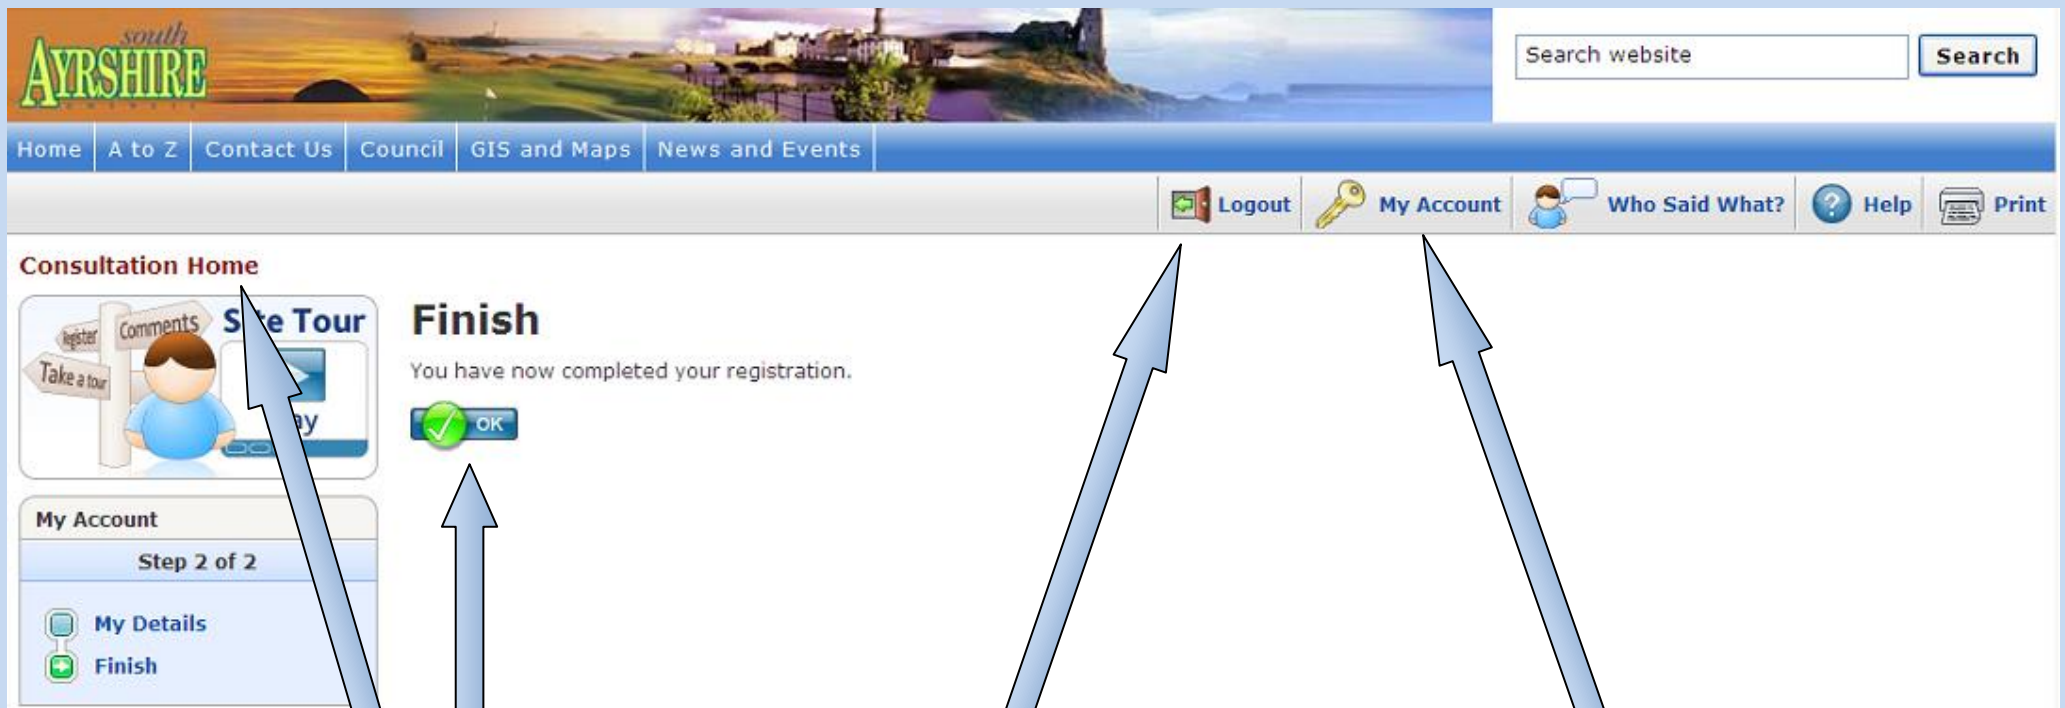 south
AYRSHIRE
Search website
Search
Home A to Z Contact Us Council GIS and Maps News and Events
Logout My Account Who Said What? Help Print
Consultation Home
Register
Comments
Take a tour
Tour
Finish
You have now completed your registration.
OK
My Account
Step 2 of 2
My Details
Finish